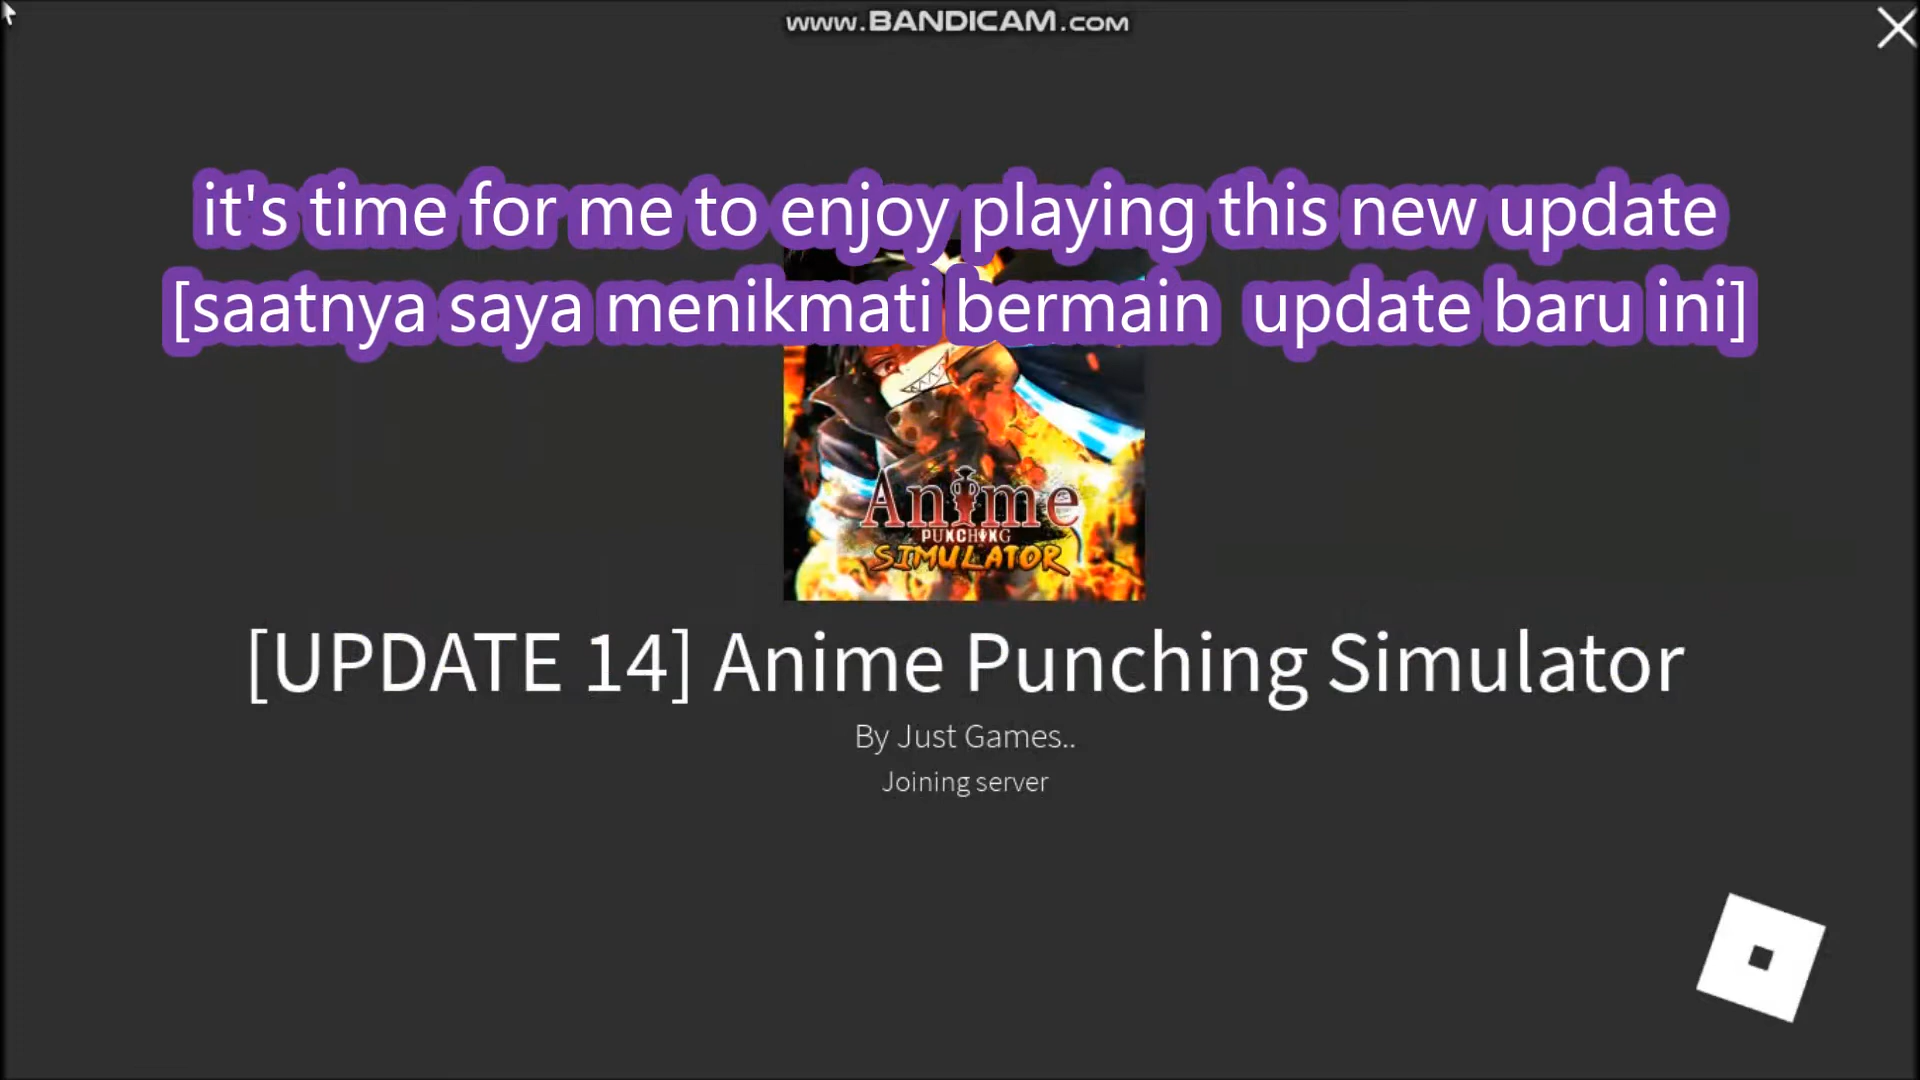 www.BANDICAM.com
it's time for me to enjoy playing this new update
[saatnya saya menikmati bermain  update baru ini]
Anime
PUNCHING
SIMULATOR
[UPDATE 14] Anime Punching Simulator
By Just Games..
Joining server